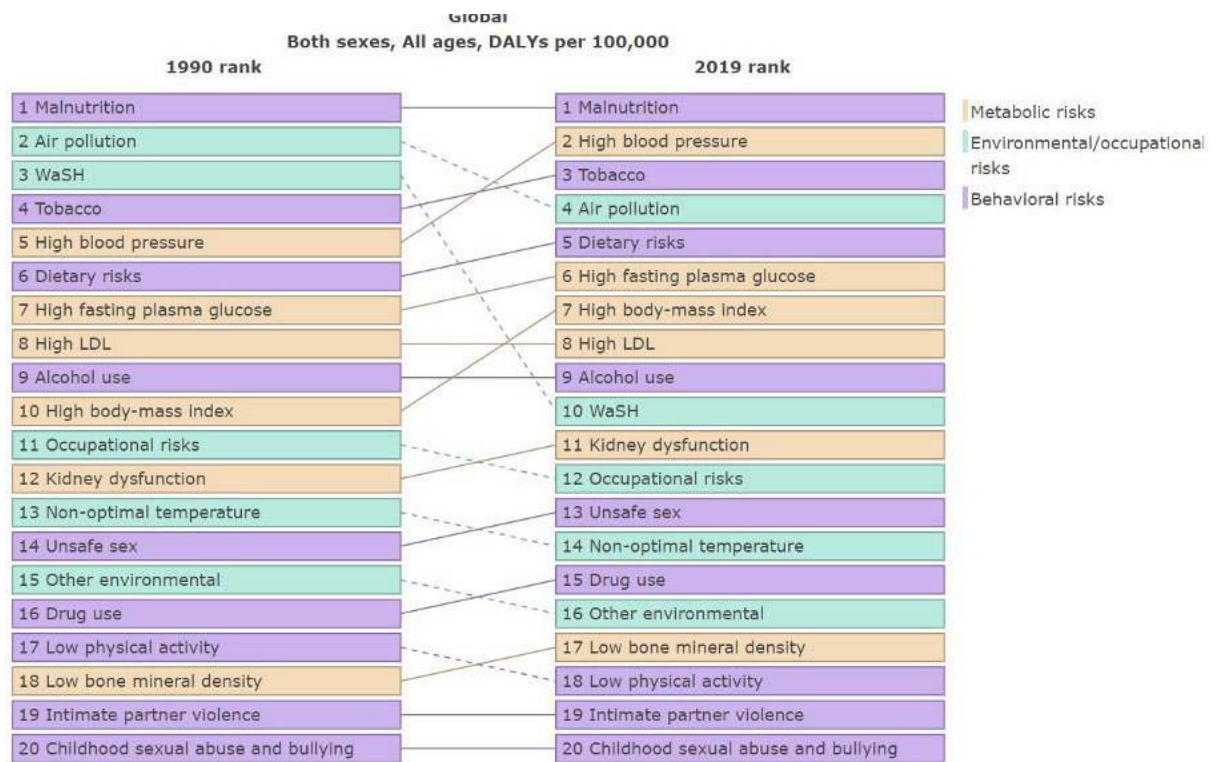 Global
Both sexes, All ages, DALYs per 100,000
1990 rank
2019 rank
1 Malnutrition
2 Air pollution
3 WaSH
4 Tobacco
5 High blood pressure
6 Dietary risks
7 High fasting plasma glucose
8 High LDL
9 Alcohol use
10 High body-mass index
11 Occupational risks
12 Kidney dysfunction
13 Non-optimal temperature
14 Unsafe sex
15 Other environmental
16 Drug use
17 Low physical activity
18 Low bone mineral density
19 Intimate partner violence
20 Childhood sexual abuse and bullying
1 Malnutrition
2 High blood pressure
3 Tobacco
4 Air pollution
5 Dietary risks
6 High fasting plasma glucose
7 High body-mass index
8 High LDL
9 Alcohol use
10 WaSH
11 Kidney dysfunction
12 Occupational risks
13 Unsafe sex
14 Non-optimal temperature
15 Drug use
16 Other environmental
17 Low bone mineral density
18 Low physical activity
19 Intimate partner violence
20 Childhood sexual abuse and bullying
Metabolic risks
Environmental/occupational
risks
Behavioral risks